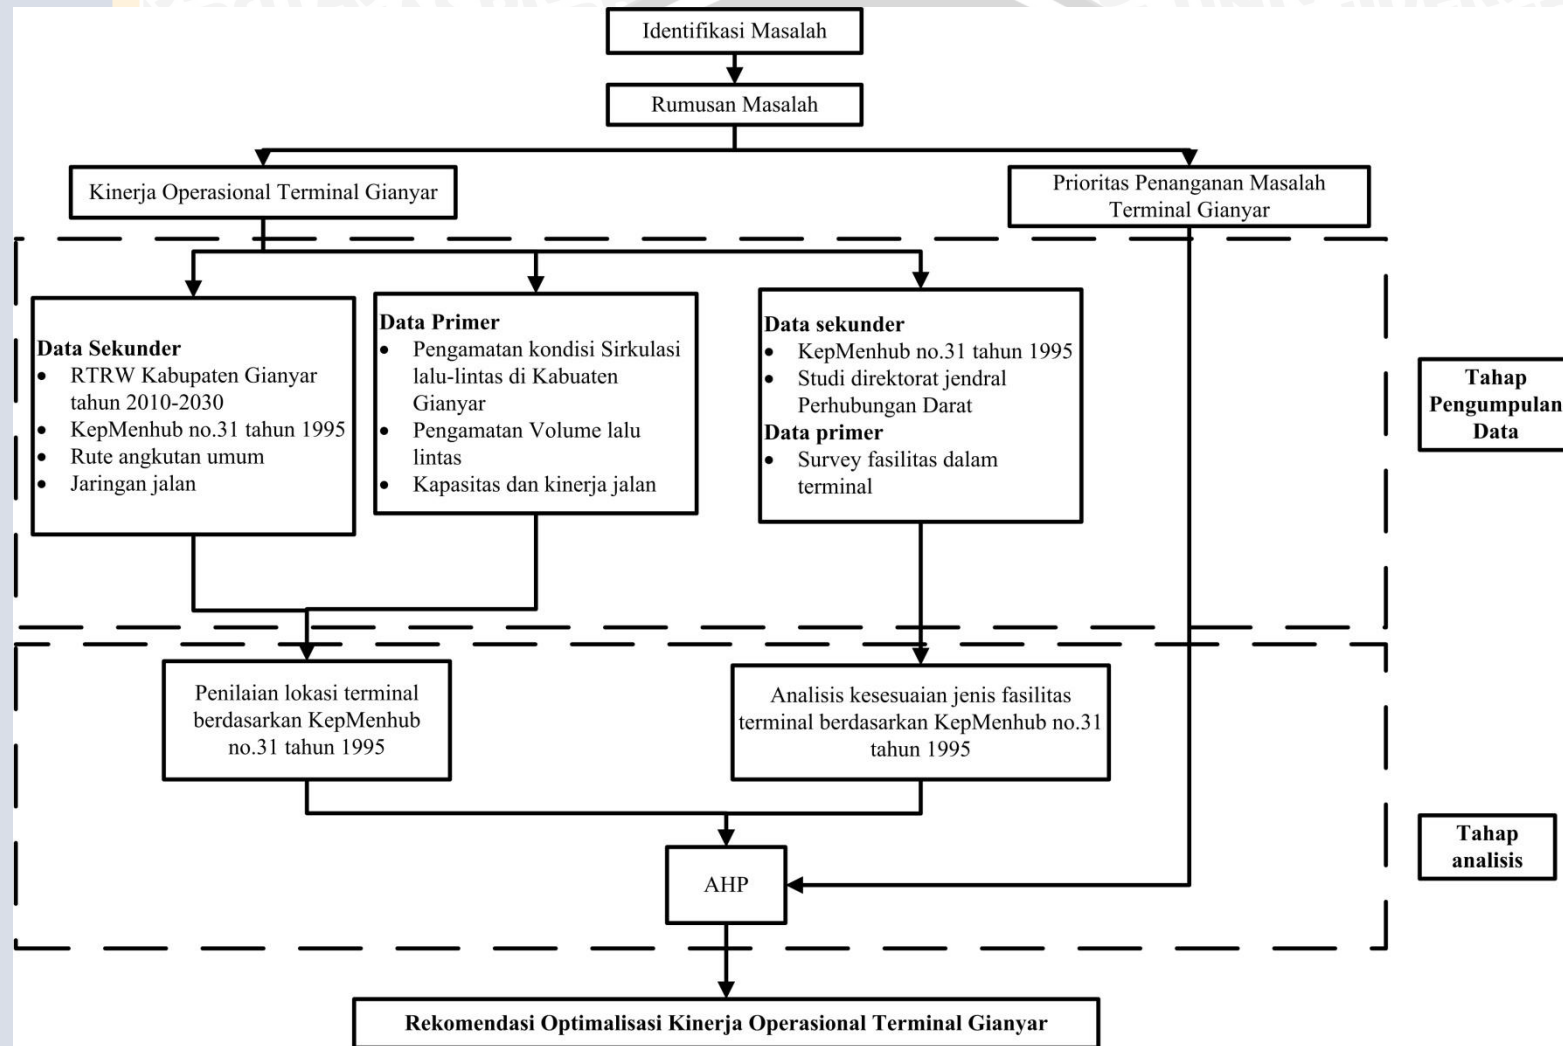 Identifikasi Masalah
Rumusan Masalah
Kinerja Operasional Terminal Gianyar
Prioritas Penanganan Masalah
Terminal Gianyar
Data Sekunder
• RTRW Kabupaten Gianyar
tahun 2010-2030
• KepMenhub no.31 tahun 1995
• Rute angkutan umum
• Jaringan jalan
Data Primer
• Pengamatan kondisi Sirkulasi
lalu-lintas di Kabuaten
Gianyar
• Pengamatan Volume lalu
lintas
• Kapasitas dan kinerja jalan
Data sekunder
• KepMenhub no.31 tahun 1995
• Studi direktorat jendral
Perhubungan Darat
Data primer
• Survey fasilitas dalam
terminal
Tahap
Pengumpulan
Data
Penilaian lokasi terminal
berdasarkan KepMenhub
no.31 tahun 1995
Analisis kesesuaian jenis fasilitas
terminal berdasarkan KepMenhub no.31
tahun 1995
Tahap
analisis
AHP
Rekomendasi Optimalisasi Kinerja Operasional Terminal Gianyar